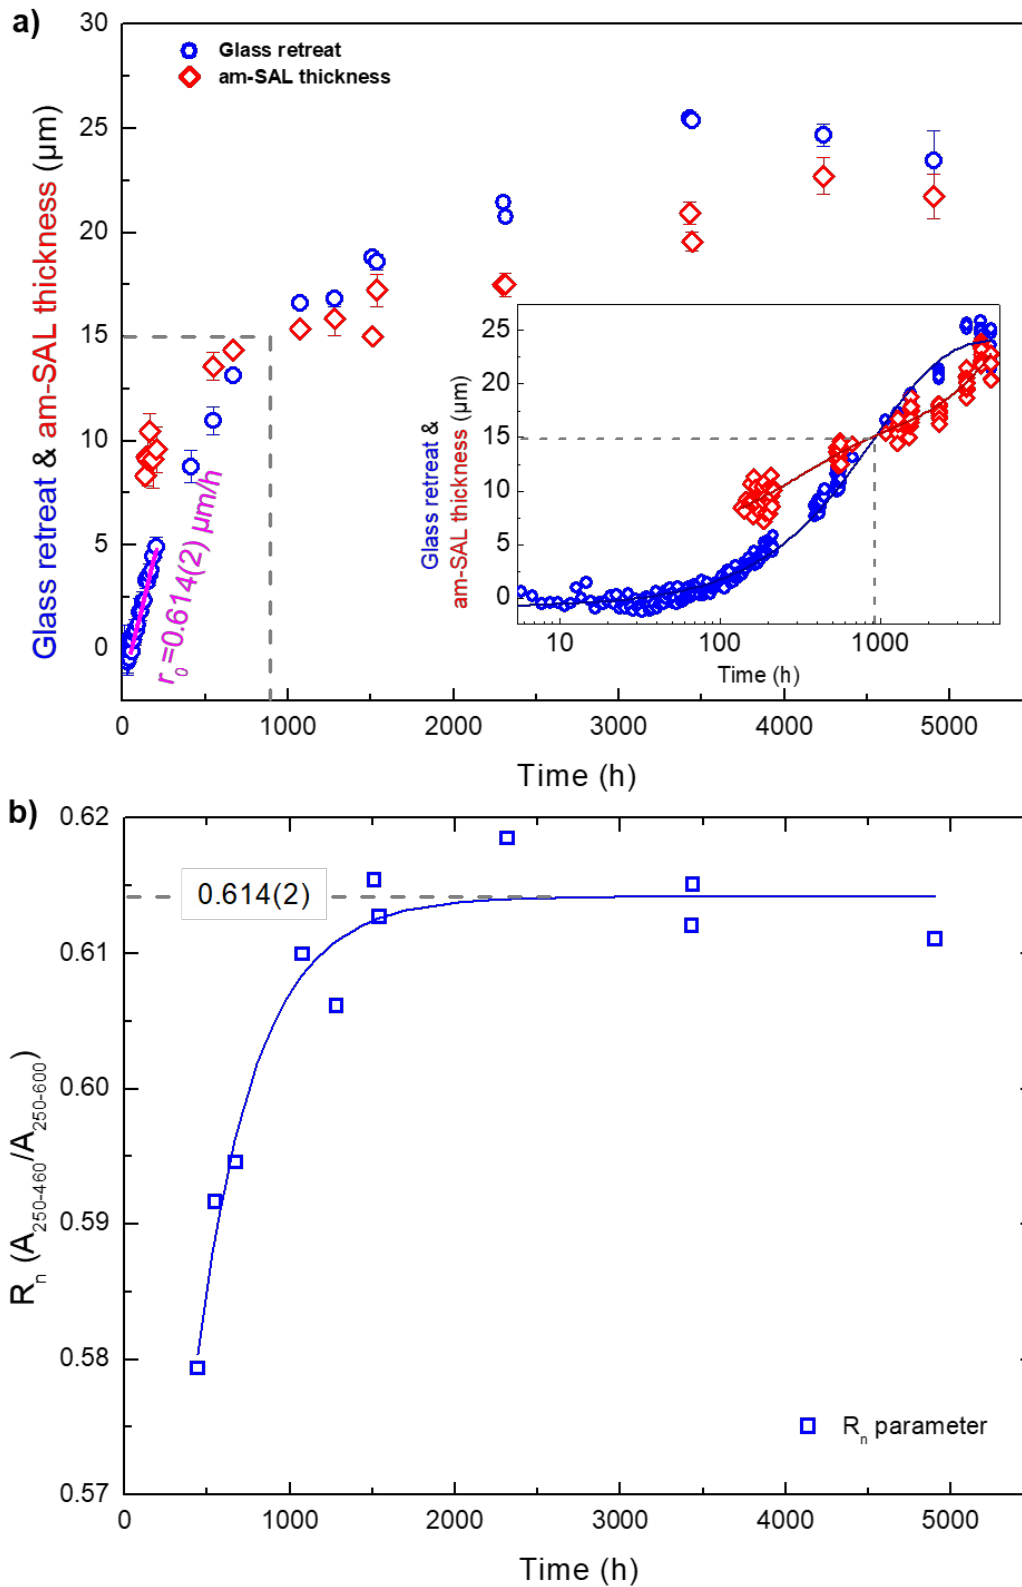 a)
Glass retreat
am-SAL thickness
Glass retreat & am-SAL thickness (μm)
30
25
20
15
10
5
0
r₀=0.614(2) μm/h
0 1000 2000 3000 4000 5000
Time (h)
Glass retreat &
am-SAL thickness (μm)
25
20
15
10
5
0
10 100 1000
Time (h)
b)
Rₙ (A₂₅₀₋₄₆₀/A₂₅₀₋₆₀₀)
0.62
0.61
0.60
0.59
0.58
0.57
0.614(2)
Rₙ parameter
0 1000 2000 3000 4000 5000
Time (h)